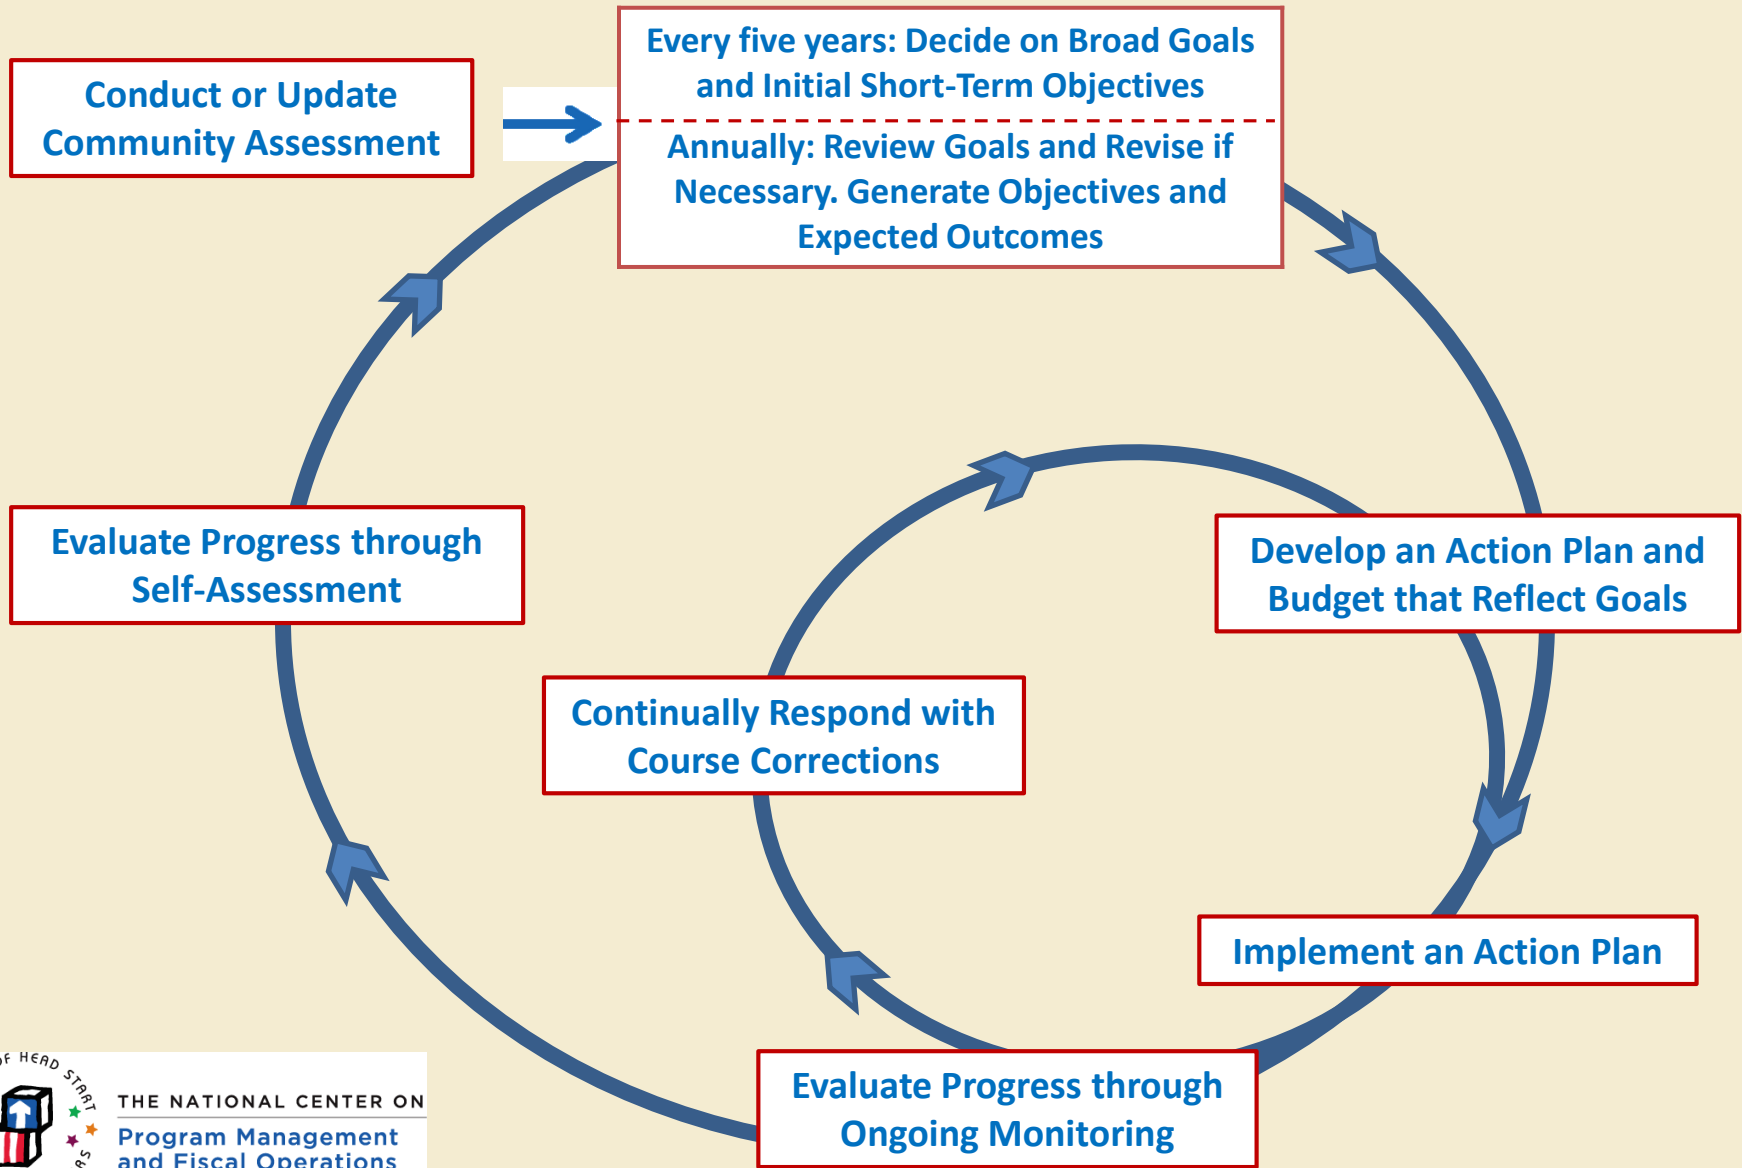 Every five years: Decide on Broad Goals
and Initial Short-Term Objectives
Annually: Review Goals and Revise if
Necessary. Generate Objectives and
Expected Outcomes
Conduct or Update
Community Assessment
Evaluate Progress through
Self-Assessment
Develop an Action Plan and
Budget that Reflect Goals
Continually Respond with
Course Corrections
Implement an Action Plan
Evaluate Progress through
Ongoing Monitoring
OF HEAD START
THE NATIONAL CENTER ON
Program Management
and Fiscal Operations